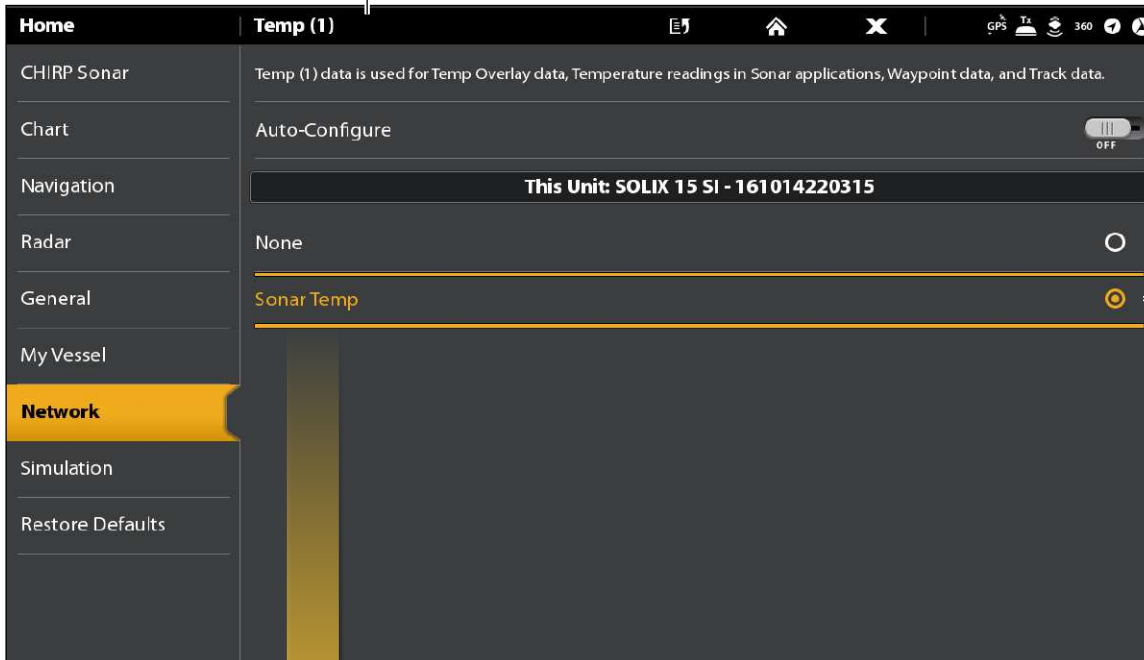 Home
Temp (1)
GPS Tx 360
CHIRP Sonar
Temp (1) data is used for Temp Overlay data, Temperature readings in Sonar applications, Waypoint data, and Track data.
Chart
Auto-Configure
OFF
Navigation
This Unit: SOLIX 15 SI - 161014220315
Radar
None
General
Sonar Temp
My Vessel
Network
Simulation
Restore Defaults